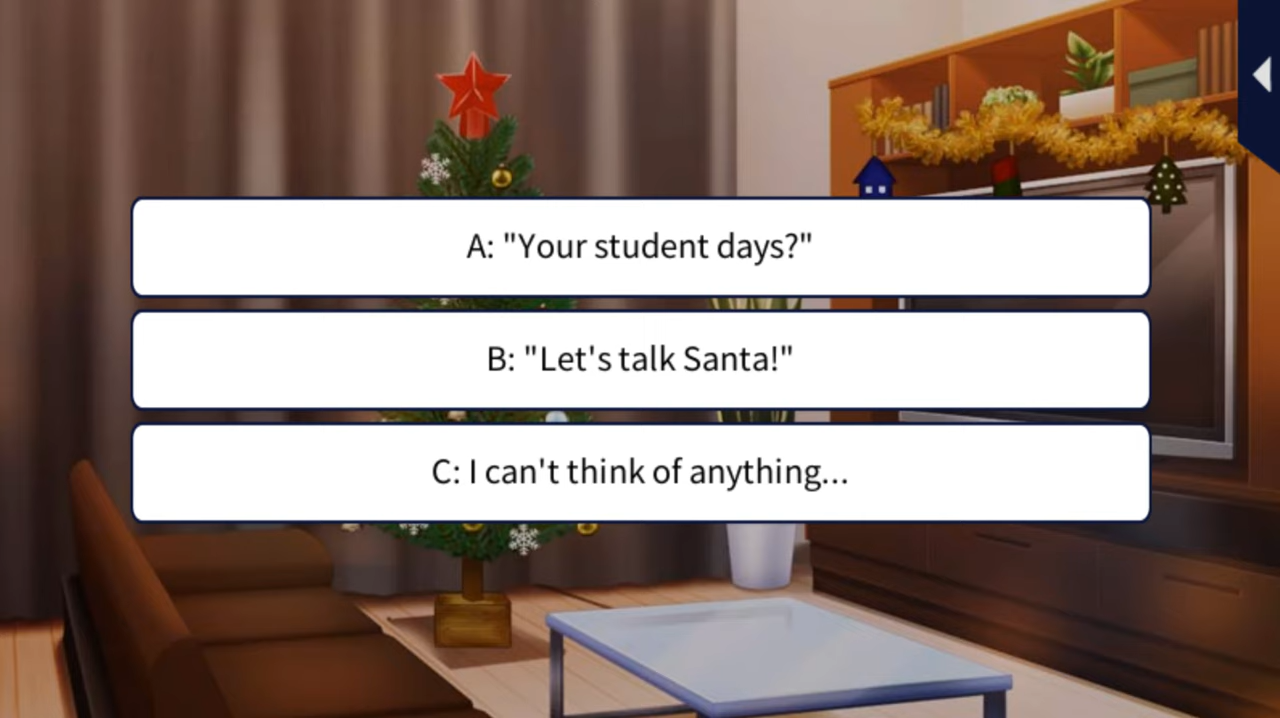 A: "Your student days?"
B: "Let's talk Santa!"
C: I can't think of anything...